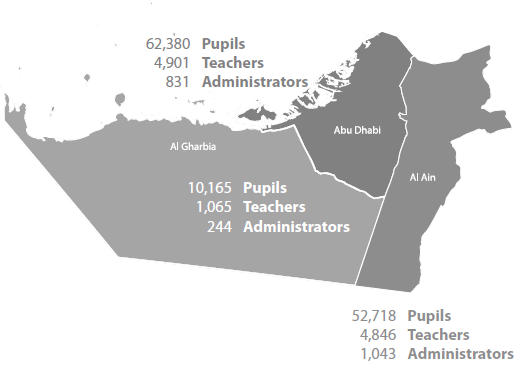 62,380 Pupils
4,901 Teachers
831 Administrators
Abu Dhabi
Al Gharbia
Al Ain
10,165 Pupils
1,065 Teachers
244 Administrators
52,718 Pupils
4,846 Teachers
1,043 Administrators